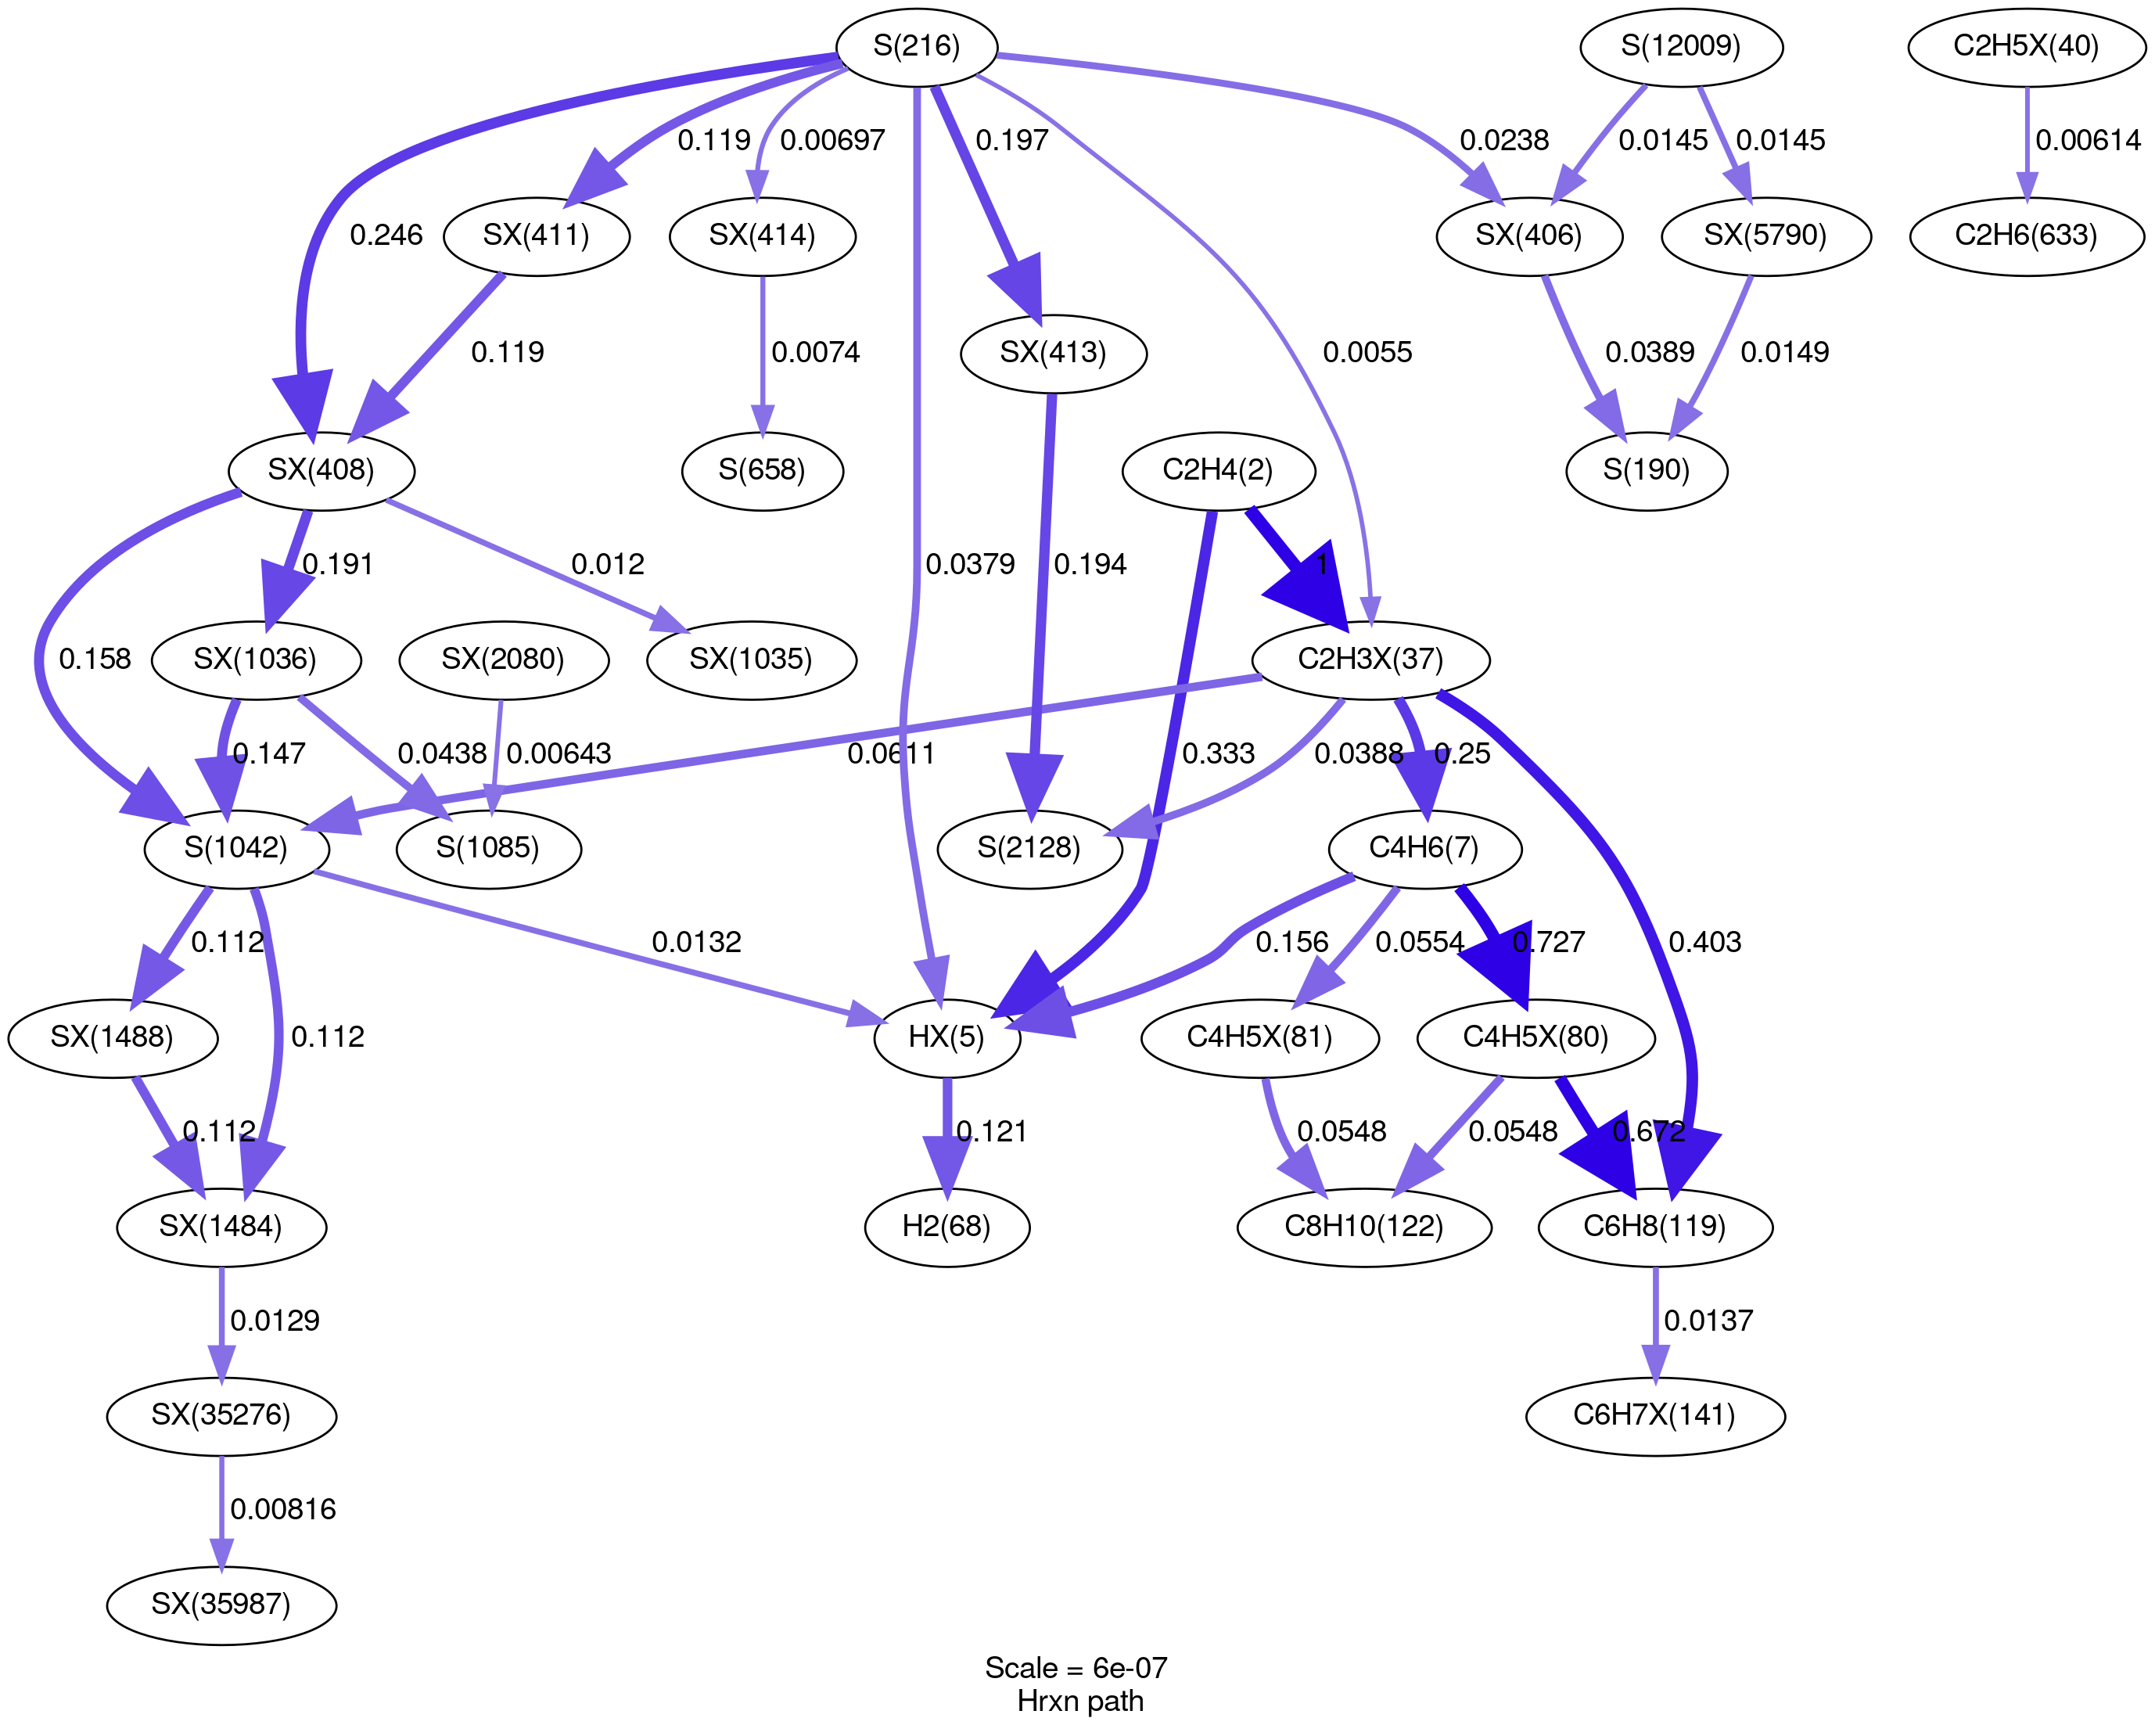 S(216)
S(12009)
C2H5X(40)
0.119
0.00697
0.197
0.0238
0.0145
0.0145
0.00614
0.246
SX(411)
SX(414)
SX(406)
SX(5790)
C2H6(633)
0.119
0.0074
SX(413)
0.0055
0.0389
0.0149
SX(408)
S(658)
C2H4(2)
S(190)
0.191
0.012
0.0379
0.194
1
0.158
SX(1036)
SX(2080)
SX(1035)
C2H3X(37)
0.147
0.0438
0.00643
0.0611
0.333
0.0388
0.25
S(1042)
S(1085)
S(2128)
C4H6(7)
0.112
0.0132
0.156
0.0554
0.727
0.403
SX(1488)
0.112
HX(5)
C4H5X(81)
C4H5X(80)
0.112
0.121
0.0548
0.0548
0.672
SX(1484)
H2(68)
C8H10(122)
C6H8(119)
0.0129
0.0137
SX(35276)
C6H7X(141)
0.00816
SX(35987)
Scale = 6e-07
Hrxn path